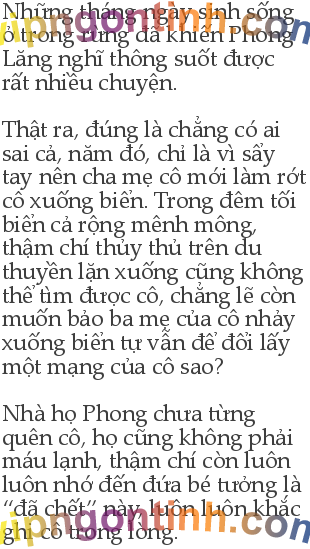 Những tháng ngày sinh sống
ở trong rừng đã khiến Phong
Lăng nghĩ thông suốt được
rất nhiều chuyện.
Thật ra, đúng là chẳng có ai
sai cả, năm đó, chỉ là vì sẩy
tay nên cha mẹ cô mới làm rớt
cô xuống biển. Trong đêm tối
biển cả rộng mênh mông,
thậm chí thủy thủ trên du
thuyền lặn xuống cũng không
thể tìm được cô, chẳng lẽ còn
muốn bảo ba mẹ của cô nhảy
xuống biển tự vẫn để đổi lấy
một mạng của cô sao?
Nhà họ Phong chưa từng
quên cô, họ cũng không phải
máu lạnh, thậm chí còn luôn
luôn nhớ đến đứa bé tưởng là
“đã chết” này, luôn luôn khắc
ghi cô trong lòng.
vipngontinh.com
vipngontinh.com